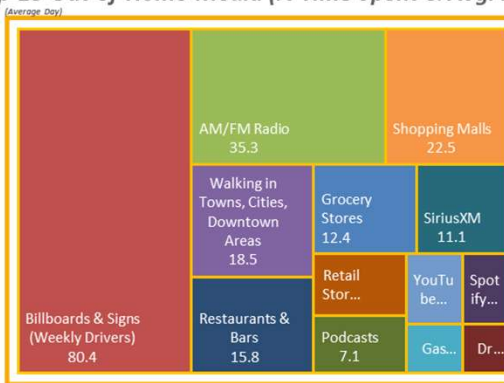 (Average Day)
AM/FM Radio
35.3
Shopping Malls
22.5
Walking in
Towns, Cities,
Downtown
Areas
18.5
Grocery
Stores
12.4
SiriusXM
11.1
Retail
Stor...
YouTu
be...
Spot
ify...
Billboards & Signs
(Weekly Drivers)
80.4
Restaurants &
Bars
15.8
Podcasts
7.1
Gas...
Dr...